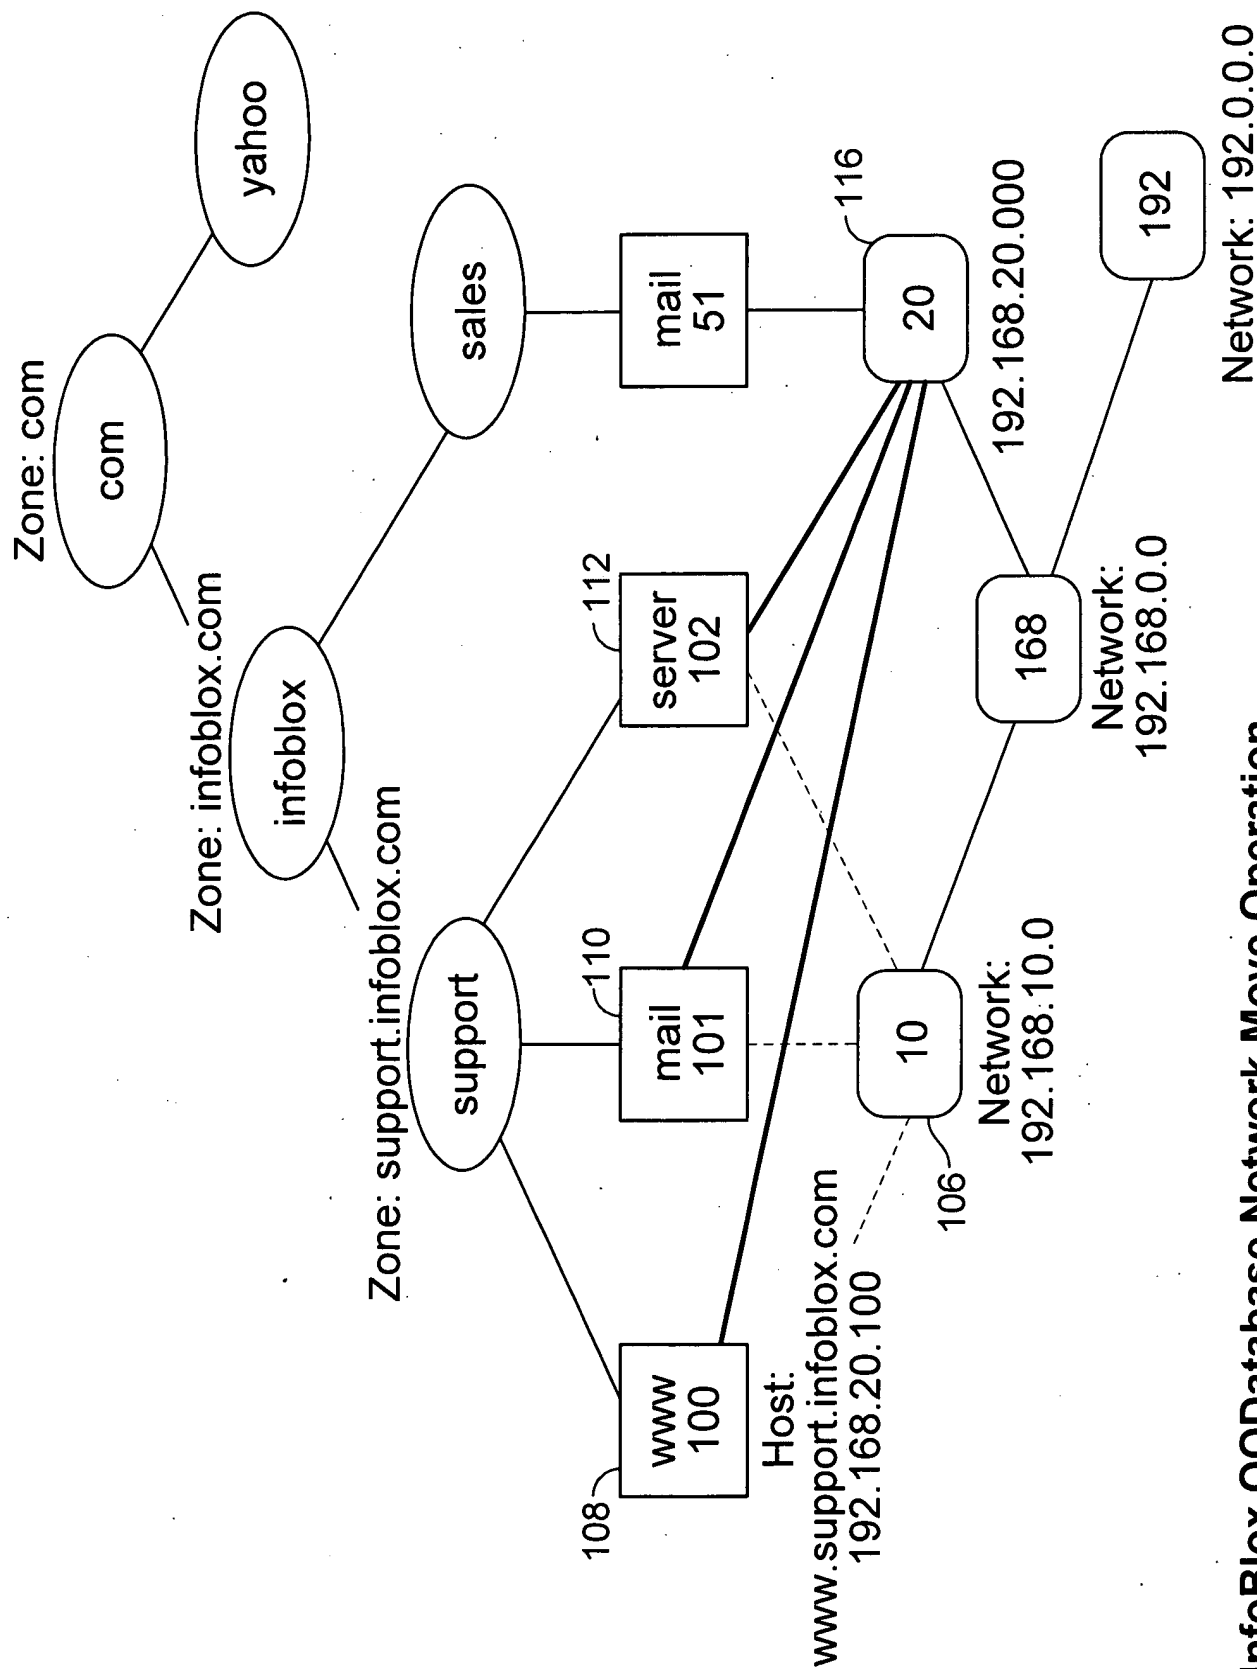 Zone: com
com
yahoo
Zone: infoblox.com
infoblox
sales
Zone: support.infoblox.com
support
108
www
100
110
mail
101
112
server
102
mail
51
Host:
www.support.infoblox.com
192.168.20.100
106
10
Network:
192.168.10.0
116
20
192.168.20.000
168
Network:
192.168.0.0
192
Network: 192.0.0.0
InfoBlox OODatabase Network Move Operation